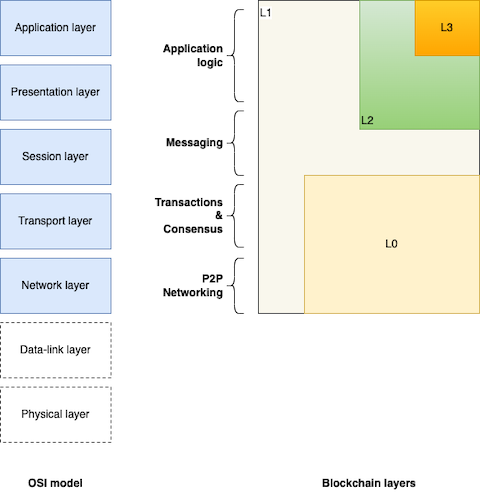 Application layer
Presentation layer
Session layer
Transport layer
Network layer
Data-link layer
Physical layer
OSI model
Application
logic
Messaging
Transactions
&
Consensus
P2P
Networking
L1
L2
L3
L0
Blockchain layers